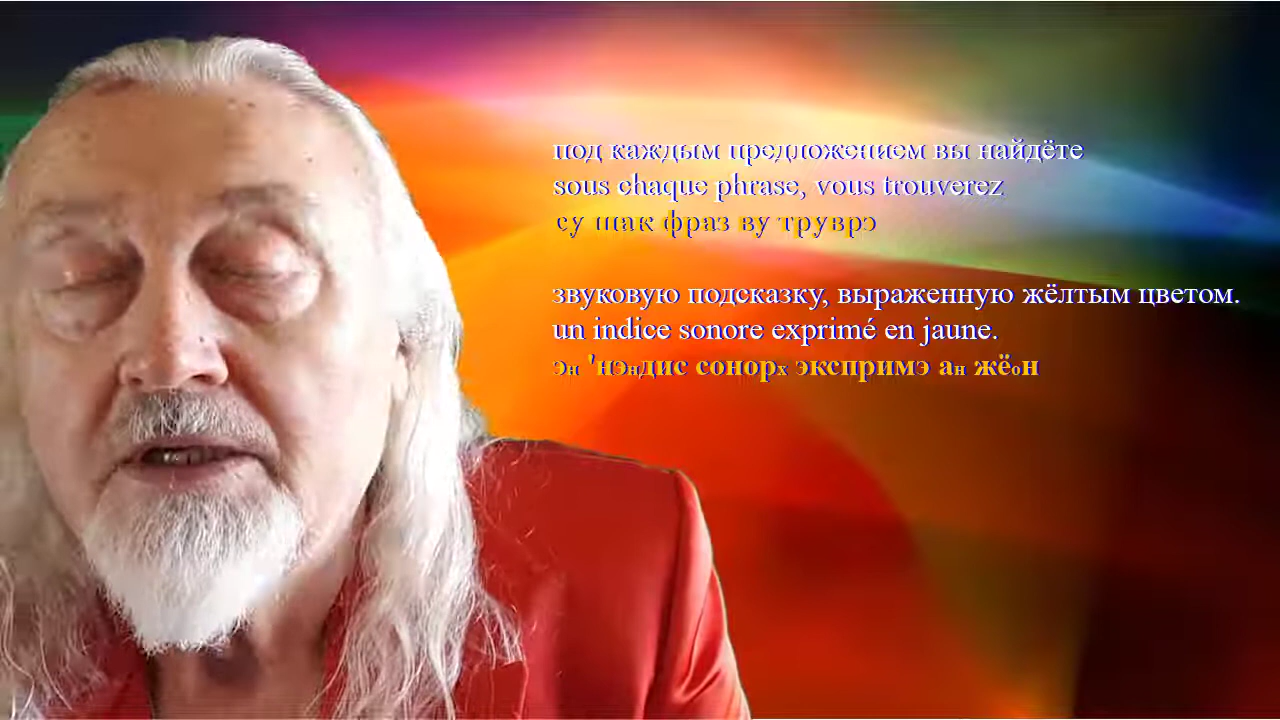 под каждым предложением вы найдёте
sous chaque phrase, vous trouverez
су шак фраз ву труврэ
звуковую подсказку, выраженную жёлтым цветом.
un indice sonore exprimé en jaune.
эн 'нэндис сонорх экспримэ ан жёон